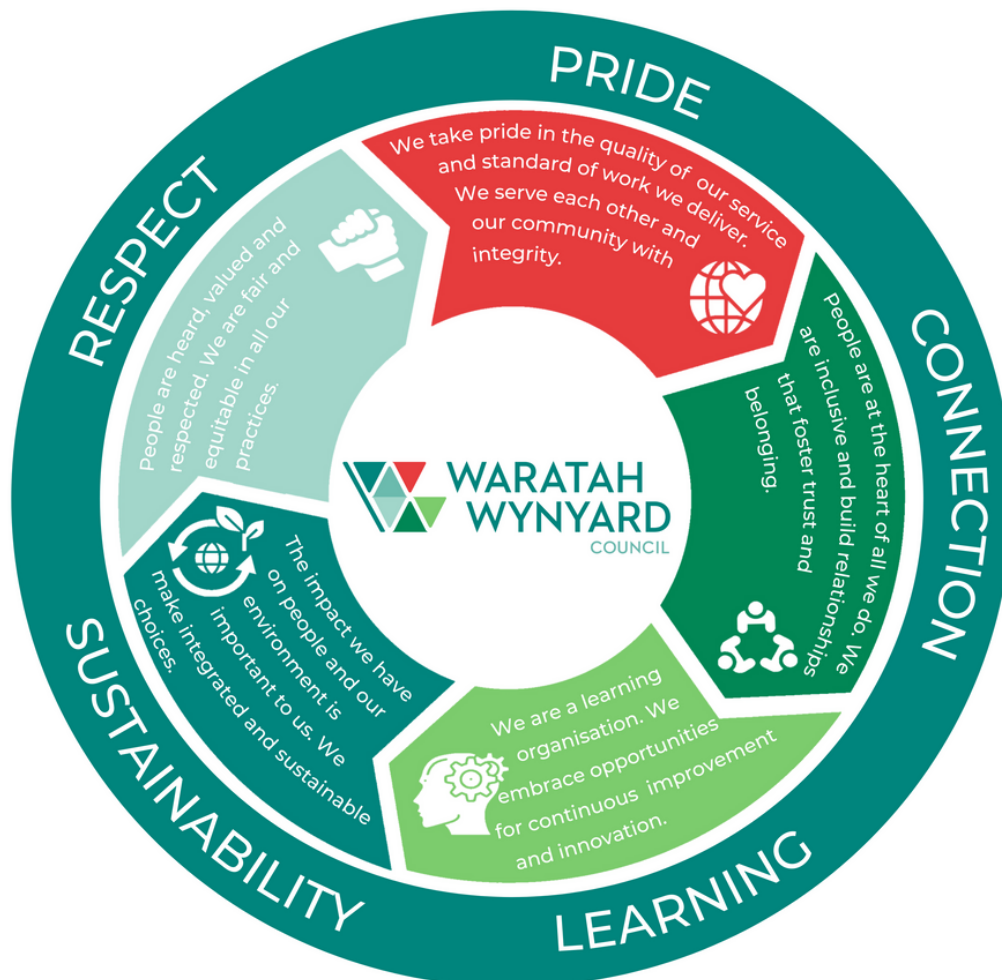 PRIDE
We take pride in the quality of our service
and standard of work we deliver.
We serve each other and
our community with
integrity.
CONNECTION
People are at the heart of all we do. We
are inclusive and build relationships
that foster trust and
belonging.
LEARNING
We are a learning
organisation. We
embrace opportunities
for continuous improvement
and innovation.
SUSTAINABILITY
The impact we have
on people and our
environment is
important to us. We
make integrated and sustainable
choices.
RESPECT
People are heard, valued and
respected. We are fair and
equitable in all our
practices.
WARATAH
WYNYARD
COUNCIL